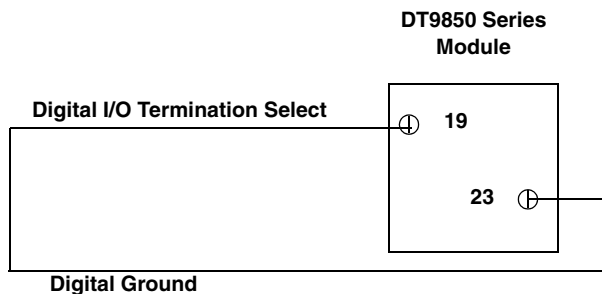 DT9850 Series
Module
Digital I/O Termination Select
19
23
Digital Ground